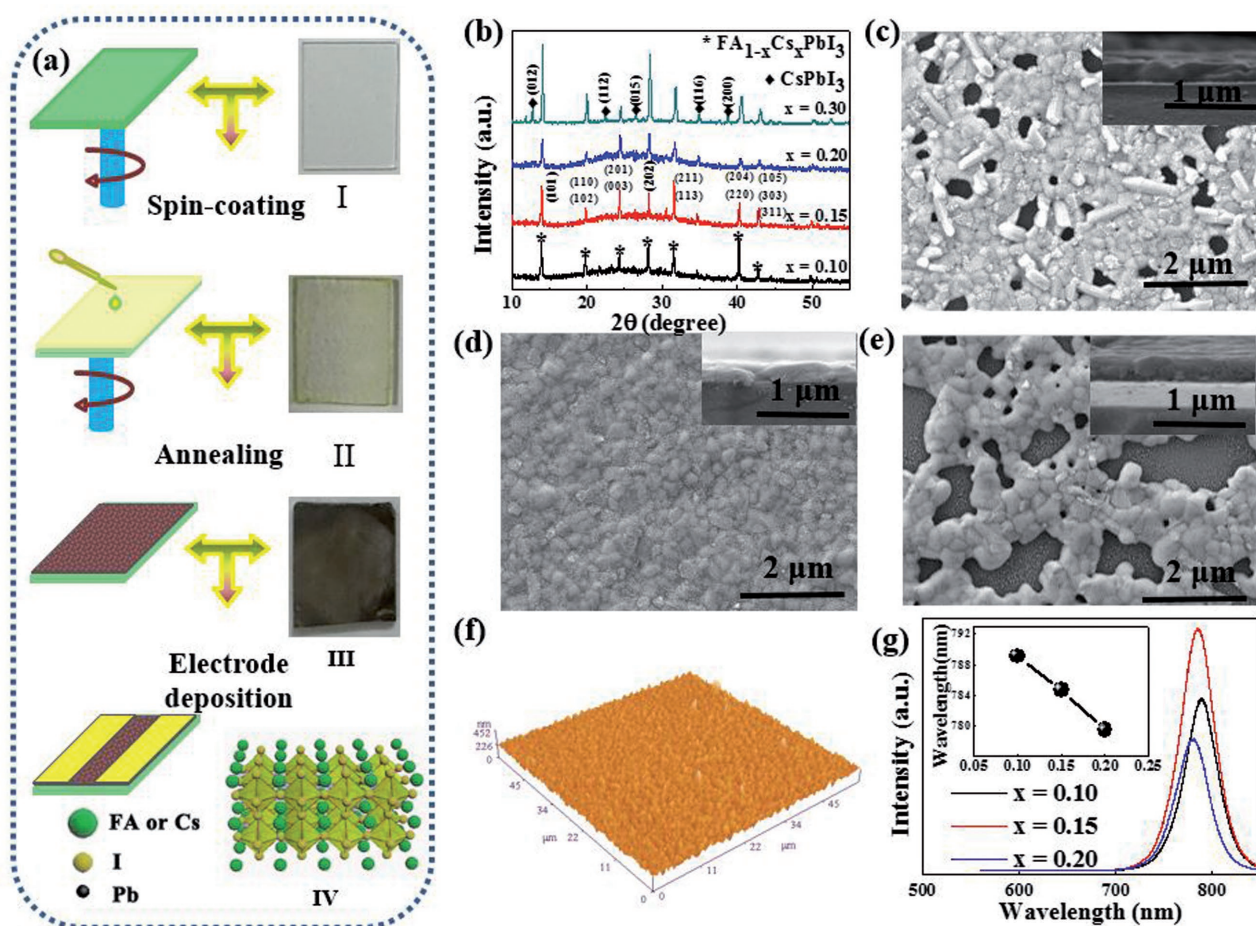 (a)
Spin-coating
I
Annealing
II
Electrode
deposition
III
FA or Cs
I
Pb
IV
(b)
* FA1-xCsxPbI3
◆ CsPbI3
(012)
(112)
(015)
(116)
(200)
x = 0.30
x = 0.20
(101)
(110)
(102)
(201)
(003)
(202)
(211)
(113)
(204)
(220)
(105)
(303)
(311)
x = 0.15
* * * * * * *
x = 0.10
Intensity (a.u.)
10 20 30 40 50
2θ (degree)
(c)
1 μm
2 μm
(d)
1 μm
2 μm
(e)
1 μm
2 μm
(f)
nm
452
226
0
45
34
22
11
0
μm
0
11
22
34
45
μm
(g)
792
788
784
780
Wavelength(nm)
0.05 0.10 0.15 0.20 0.25
x = 0.10
x = 0.15
x = 0.20
Intensity (a.u.)
500 600 700 800
Wavelength (nm)